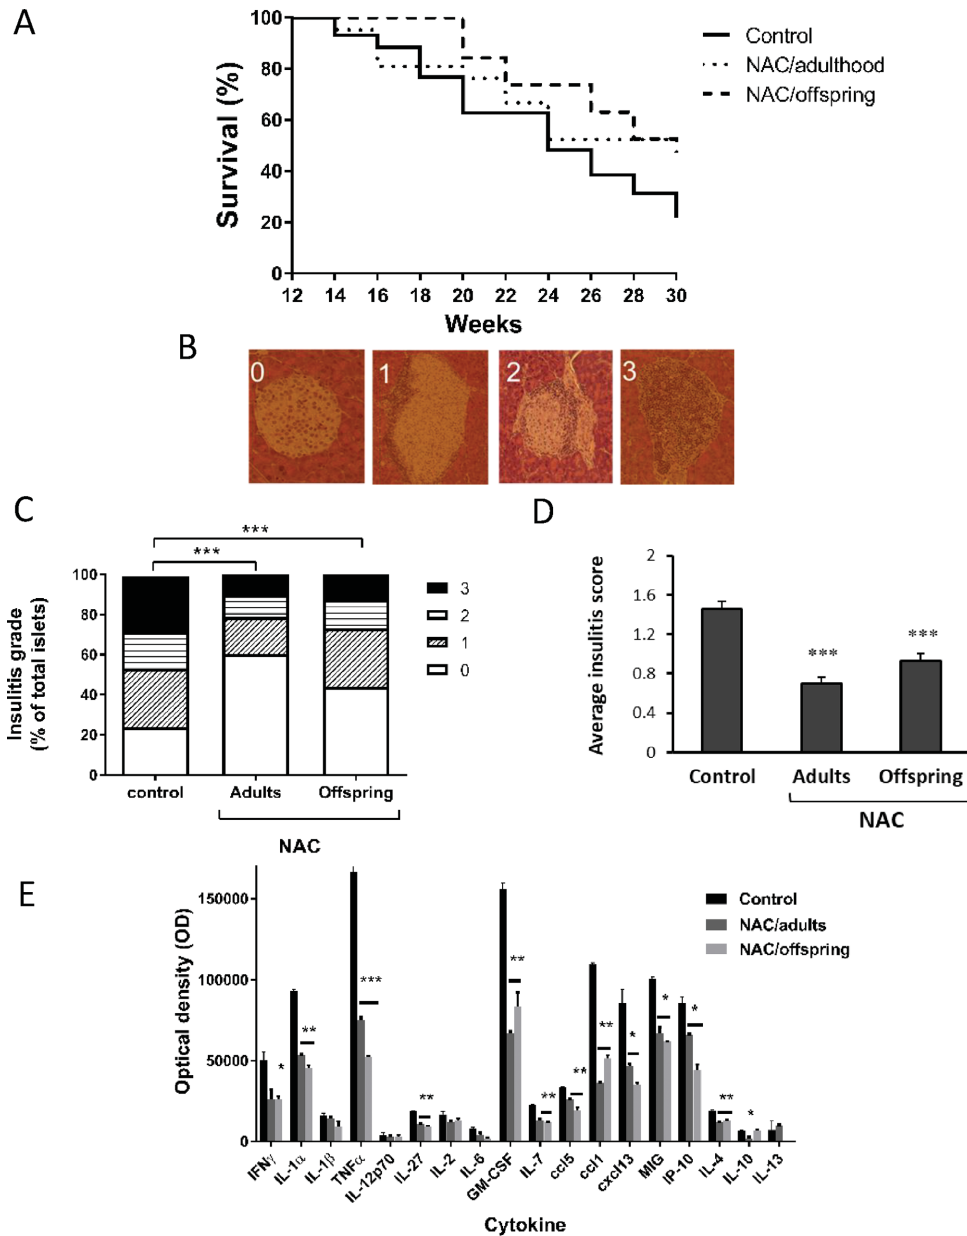 A
100
80
60
40
20
0
Survival (%)
12 14 16 18 20 22 24 26 28 30
Weeks
Control
NAC/adulthood
NAC/offspring
B
0 1 2 3
C
***
***
100
80
60
40
20
0
Insulitis grade
(% of total islets)
control Adults Offspring
NAC
3
2
1
0
D
2
1.6
1.2
0.8
0.4
0
Average insulitis score
***
***
Control Adults Offspring
NAC
E
150000
100000
50000
0
Optical density (OD)
Control
NAC/adults
NAC/offspring
* ** *** ** ** ** ** ** * * * ** *
IFNγ IL-1α IL-1β TNFα IL-12p70 IL-27 IL-2 IL-6 GM-CSF IL-7 ccl5 ccl1 cxcl13 MIG IP-10 IL-4 IL-10 IL-13
Cytokine